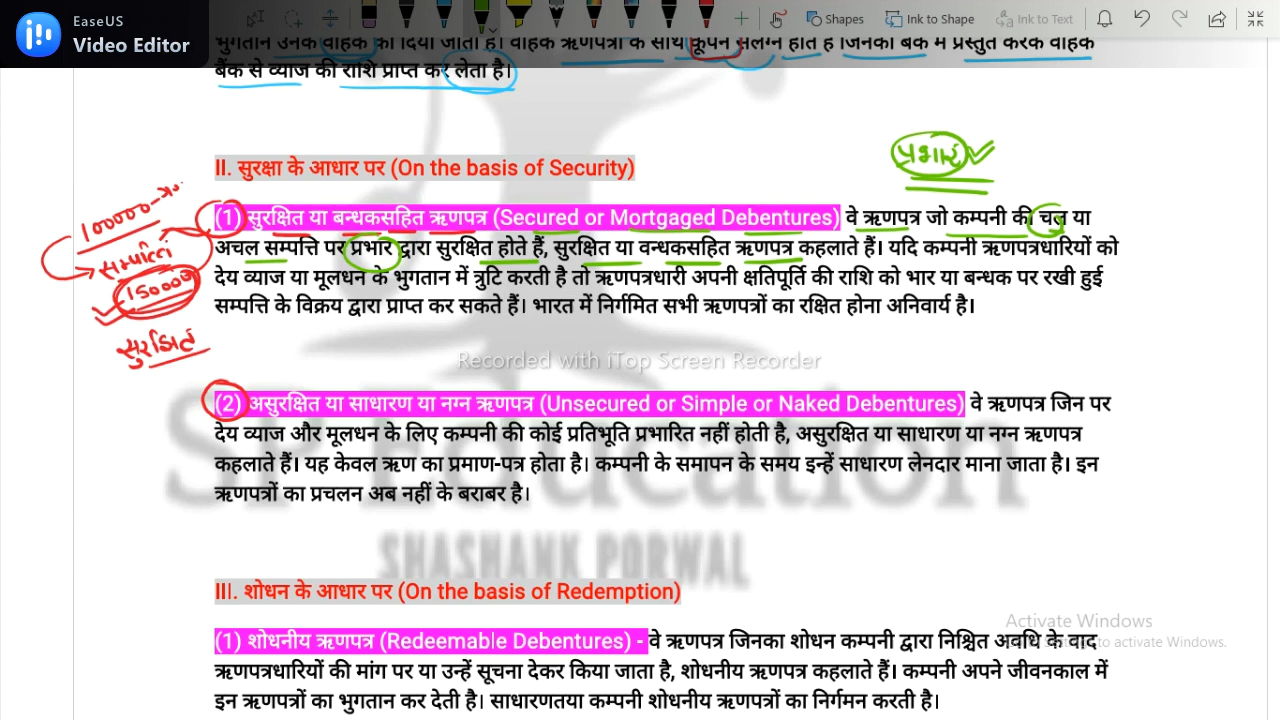 EaseUS
Video Editor
Shapes
Ink to Shape
Ink to Text
भुगतान उनके वाहक को दिया जाता है। वाहक ऋणपत्रों के साथ कूपन संलग्न होते हैं जिनको बैंक में प्रस्तुत करके वाहक
बैंक से व्याज की राशि प्राप्त कर लेता है।
प्रभार
II. सुरक्षा के आधार पर (On the basis of Security)
100000
सम्पत्ति
150000
सुरक्षित
(1) सुरक्षित या बन्धकसहित ऋणपत्र (Secured or Mortgaged Debentures) वे ऋणपत्र जो कम्पनी की चल या
अचल सम्पत्ति पर प्रभार द्वारा सुरक्षित होते हैं, सुरक्षित या वन्धकसहित ऋणपत्र कहलाते हैं। यदि कम्पनी ऋणपत्रधारियों को
देय व्याज या मूलधन के भुगतान में त्रुटि करती है तो ऋणपत्रधारी अपनी क्षतिपूर्ति की राशि को भार या बन्धक पर रखी हुई
सम्पत्ति के विक्रय द्वारा प्राप्त कर सकते हैं। भारत में निर्गमित सभी ऋणपत्रों का रक्षित होना अनिवार्य है।
Recorded with iTop Screen Recorder
(2) असुरक्षित या साधारण या नग्न ऋणपत्र (Unsecured or Simple or Naked Debentures) वे ऋणपत्र जिन पर
देय व्याज और मूलधन के लिए कम्पनी की कोई प्रतिभूति प्रभारित नहीं होती है, असुरक्षित या साधारण या नग्न ऋणपत्र
कहलाते हैं। यह केवल ऋण का प्रमाण-पत्र होता है। कम्पनी के समापन के समय इन्हें साधारण लेनदार माना जाता है। इन
ऋणपत्रों का प्रचलन अब नहीं के बराबर है।
SP Education
SHASHANK PORWAL
III. शोधन के आधार पर (On the basis of Redemption)
Activate Windows
to activate Windows.
(1) शोधनीय ऋणपत्र (Redeemable Debentures) - वे ऋणपत्र जिनका शोधन कम्पनी द्वारा निश्चित अवधि के वाद
ऋणपत्रधारियों की मांग पर या उन्हें सूचना देकर किया जाता है, शोधनीय ऋणपत्र कहलाते हैं। कम्पनी अपने जीवनकाल में
इन ऋणपत्रों का भुगतान कर देती है। साधारणतया कम्पनी शोधनीय ऋणपत्रों का निर्गमन करती है।